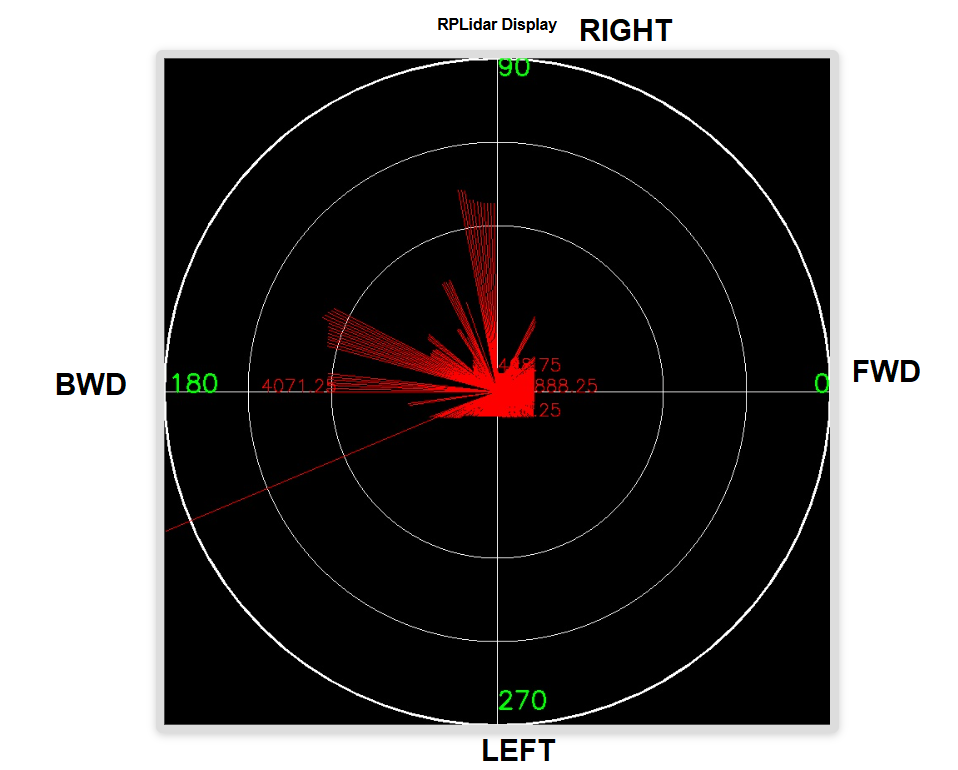 RPLidar Display
RIGHT
90
FWD
BWD
180
4071.25
888.25
0
270
LEFT